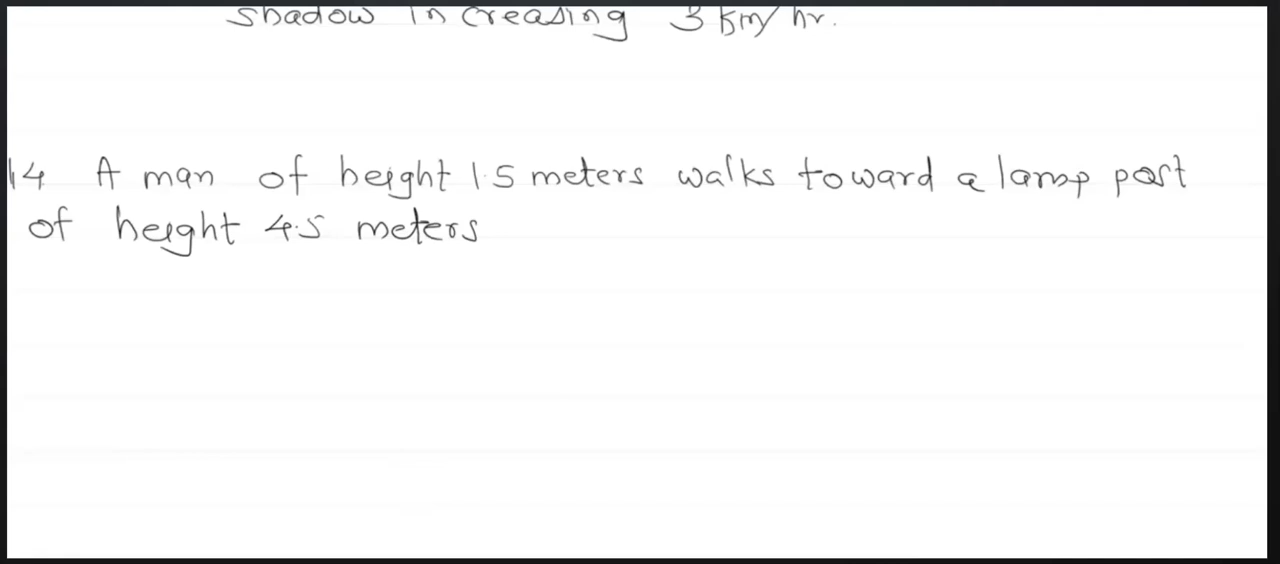 shadow increasing 3 km/hr.
14 A man of height 1.5 meters walks toward a lamp post
of height 4.5 meters